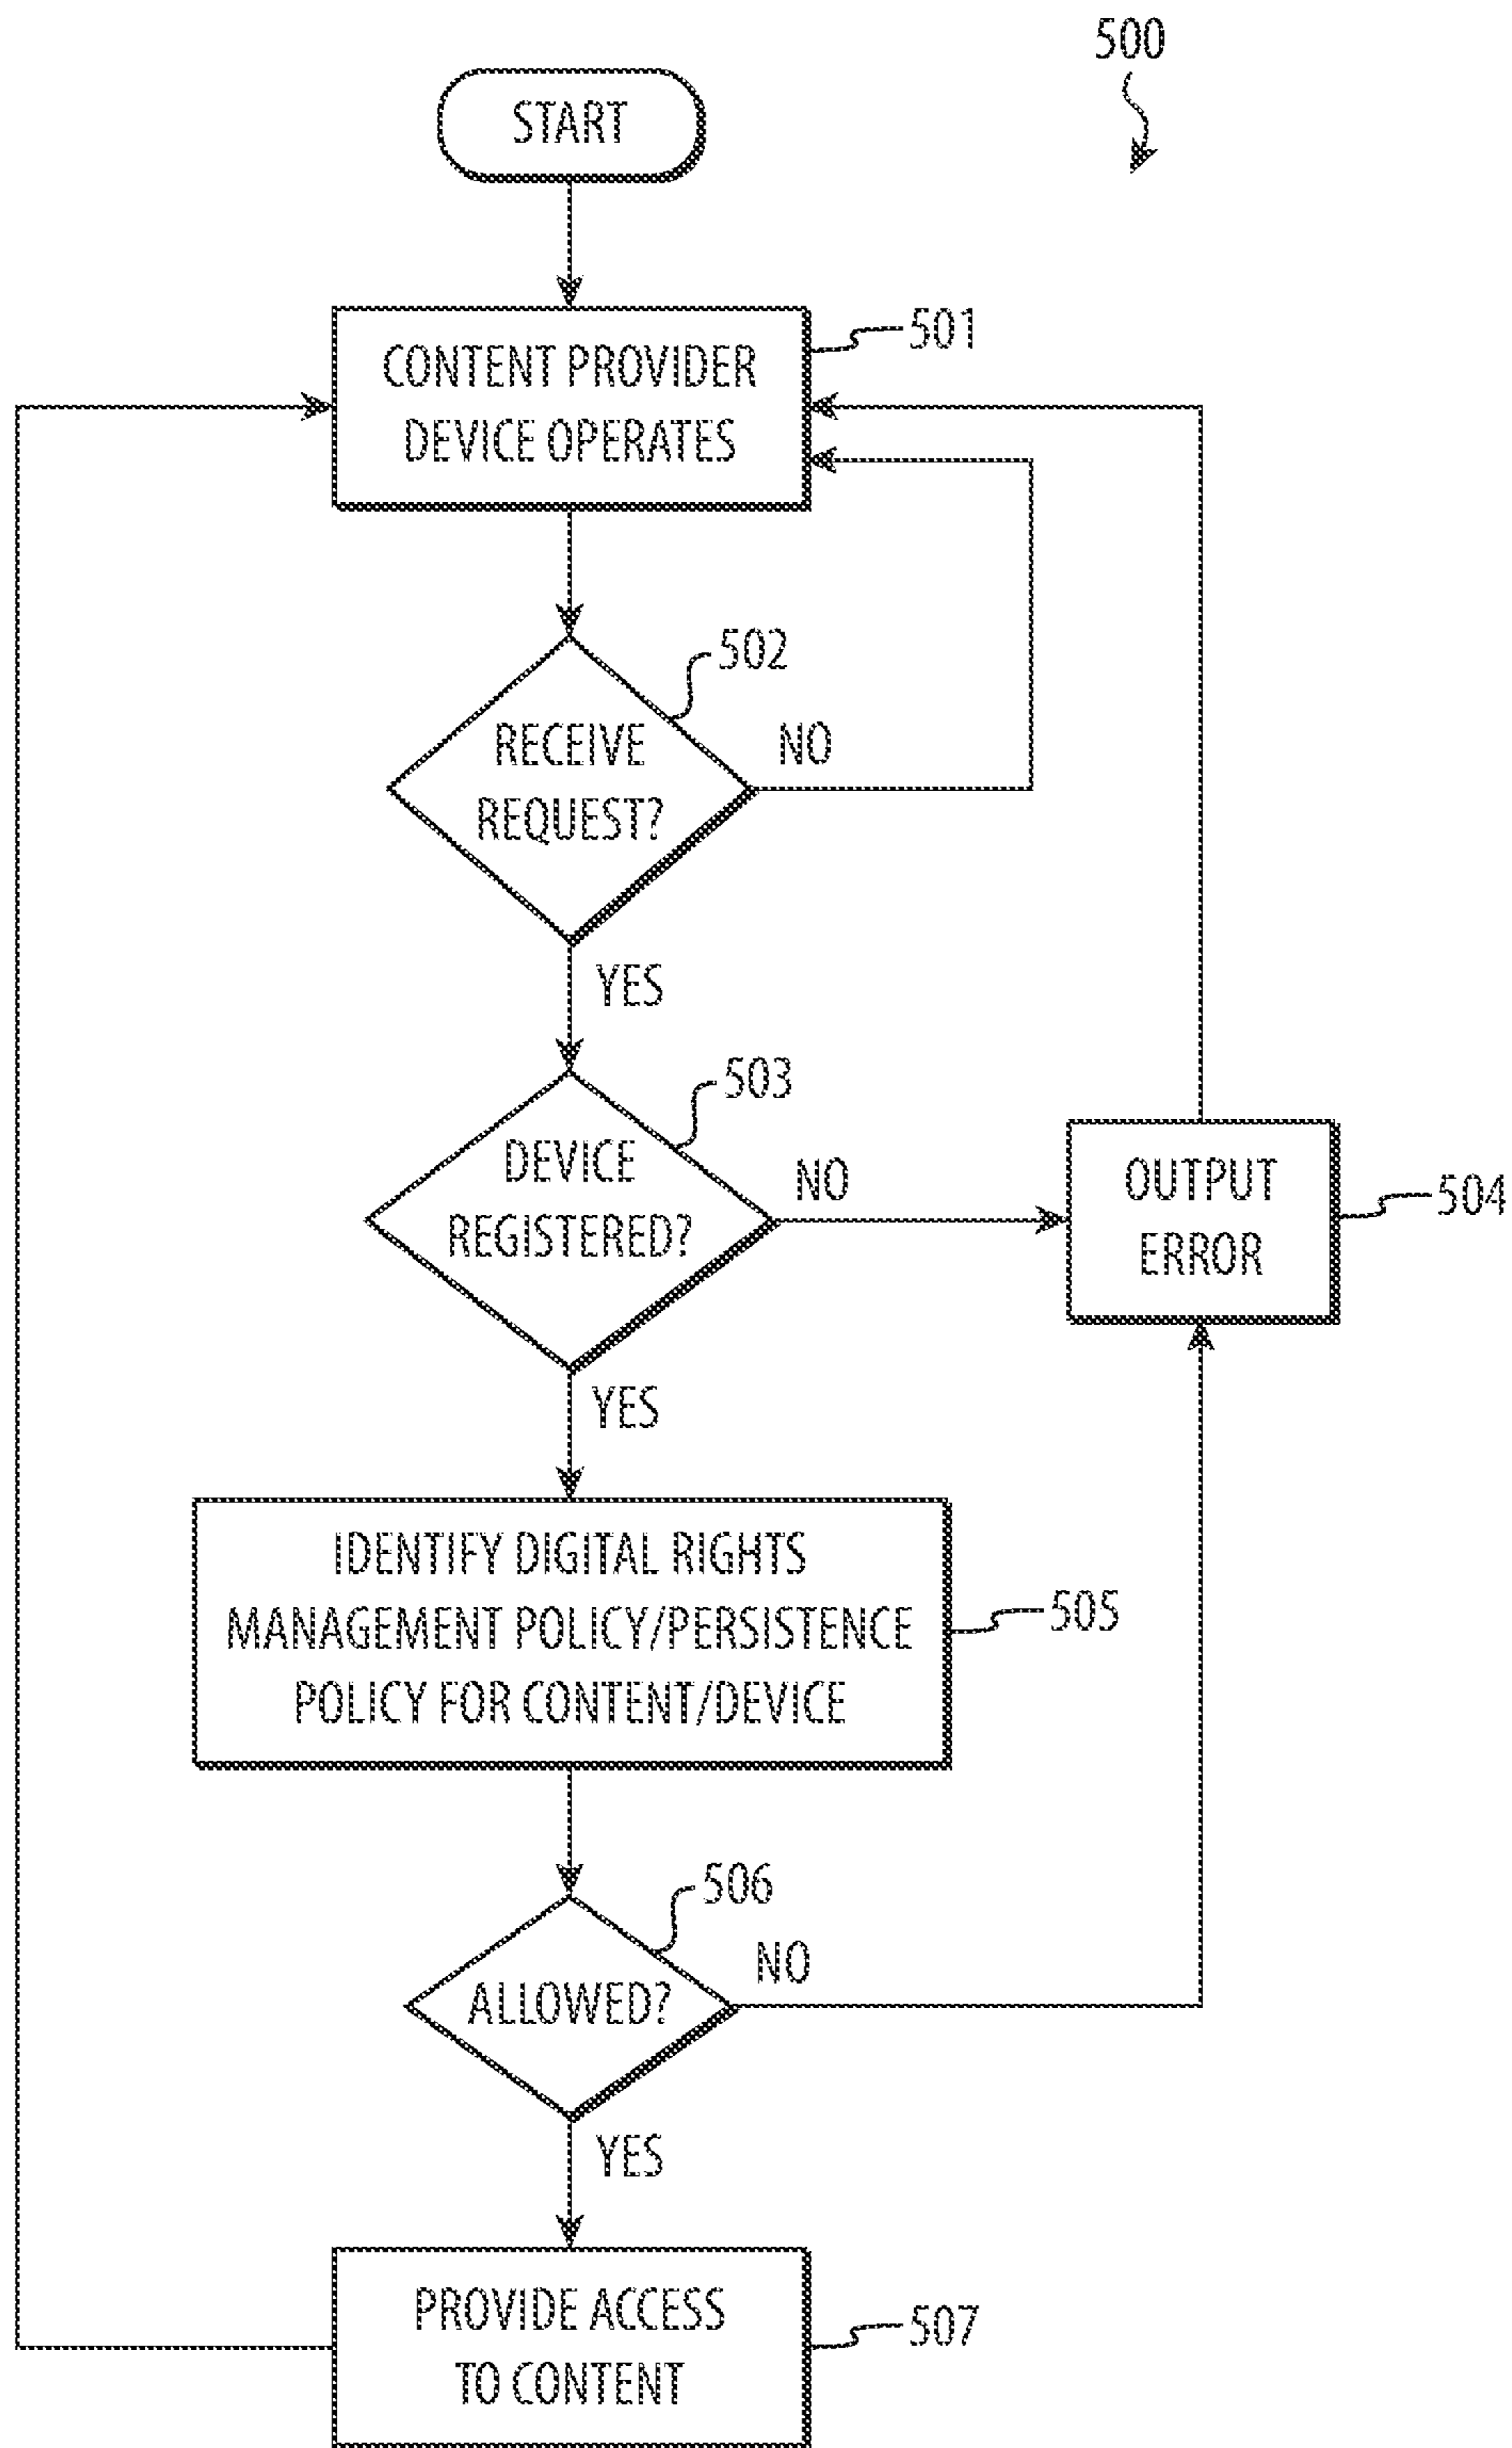 500
START
CONTENT PROVIDER
DEVICE OPERATES
501
RECEIVE
REQUEST?
502
NO
YES
DEVICE
REGISTERED?
503
NO
OUTPUT
ERROR
504
YES
IDENTIFY DIGITAL RIGHTS
MANAGEMENT POLICY/PERSISTENCE
POLICY FOR CONTENT/DEVICE
505
ALLOWED?
506
NO
YES
PROVIDE ACCESS
TO CONTENT
507